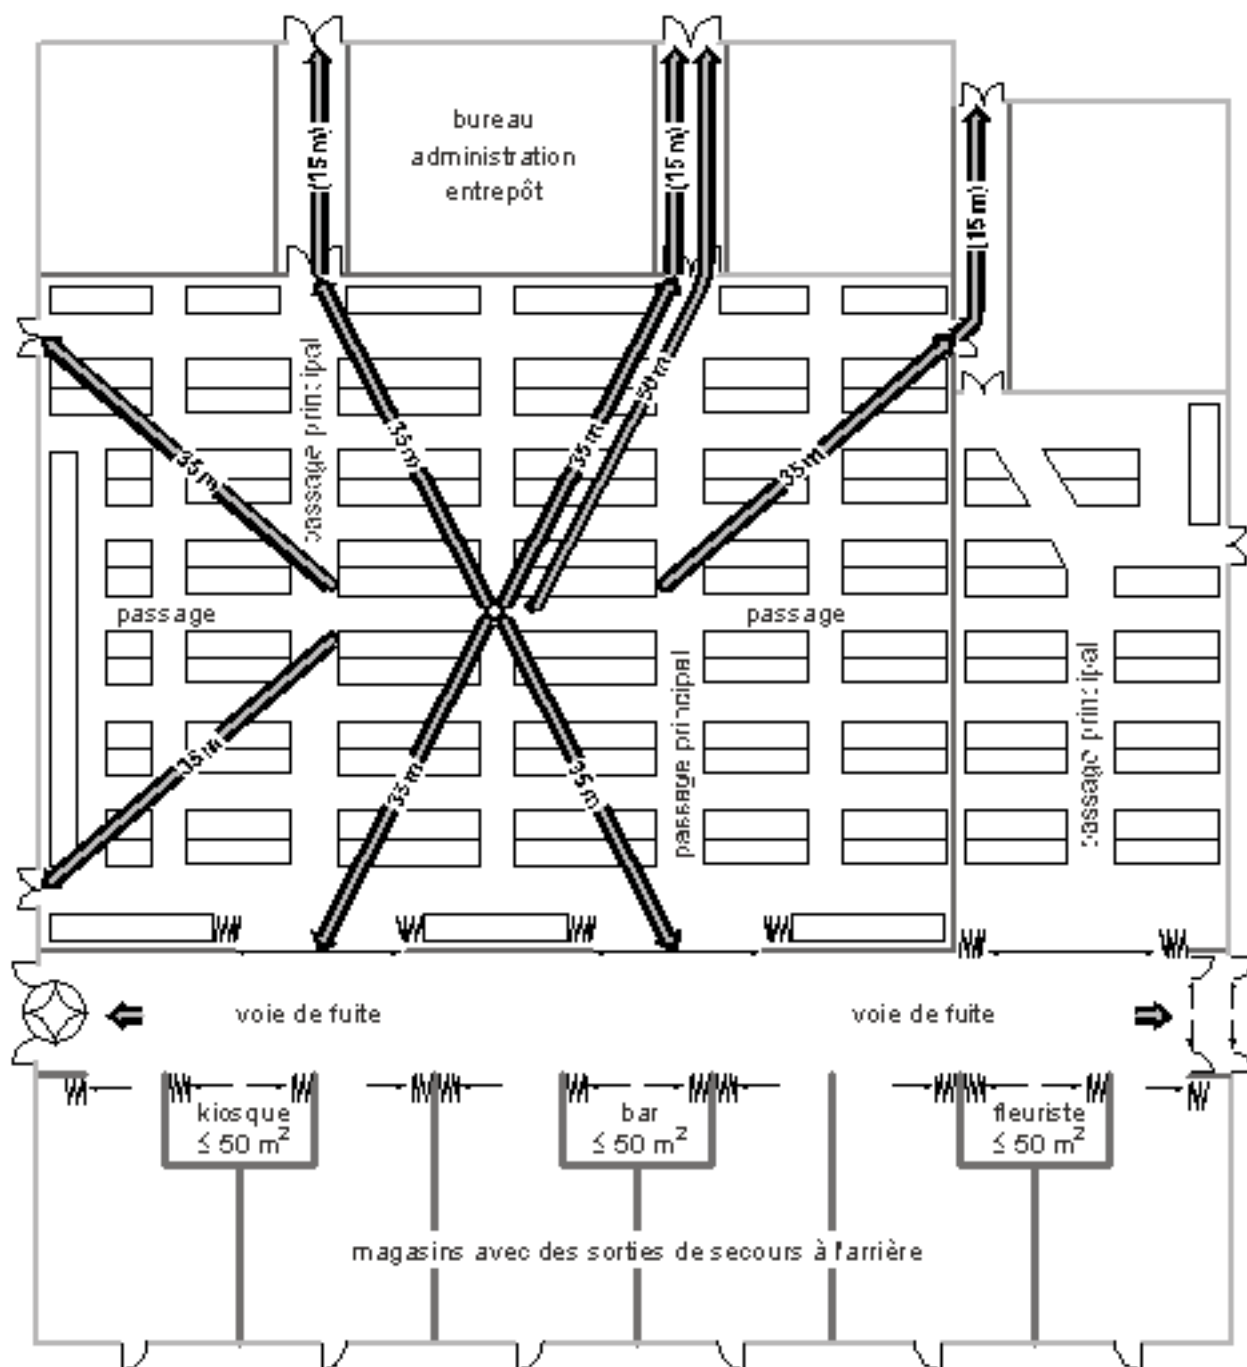 bureau
administration
entrepôt
(15 m)
(15 m)
(15 m)
50 m
passage principal
35 m
35 m
35 m
35 m
passage
passage
passage principal
passage principal
35 m
35 m
35 m
voie de fuite
voie de fuite
kiosque
≤ 50 m²
bar
≤ 50 m²
fleuriste
≤ 50 m²
magasins avec des sorties de secours à l'arrière